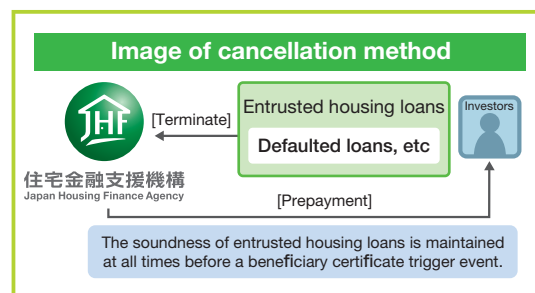 Image of cancellation method
JHF
住宅金融支援機構
Japan Housing Finance Agency
[Terminate]
Entrusted housing loans
Defaulted loans, etc
Investors
[Prepayment]
The soundness of entrusted housing loans is maintained
at all times before a beneficiary certificate trigger event.